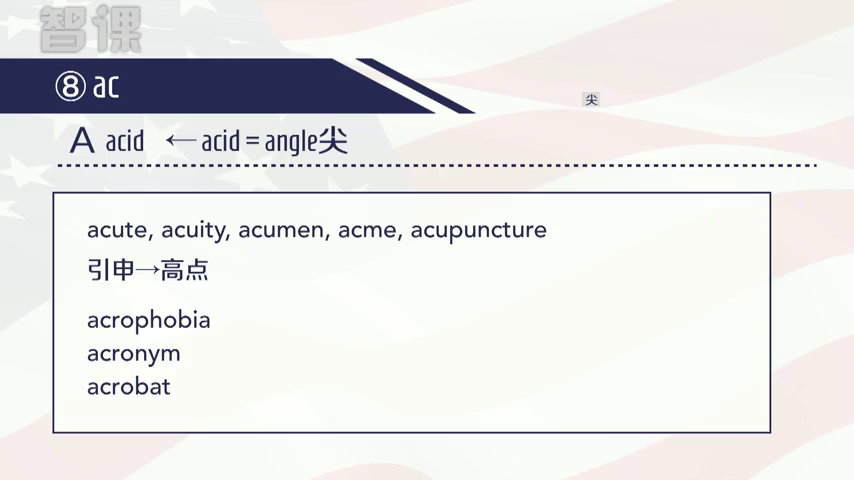 智课
⑧ ac
尖
A acid ← acid = angle尖
acute, acuity, acumen, acme, acupuncture
引申→高点
acrophobia
acronym
acrobat